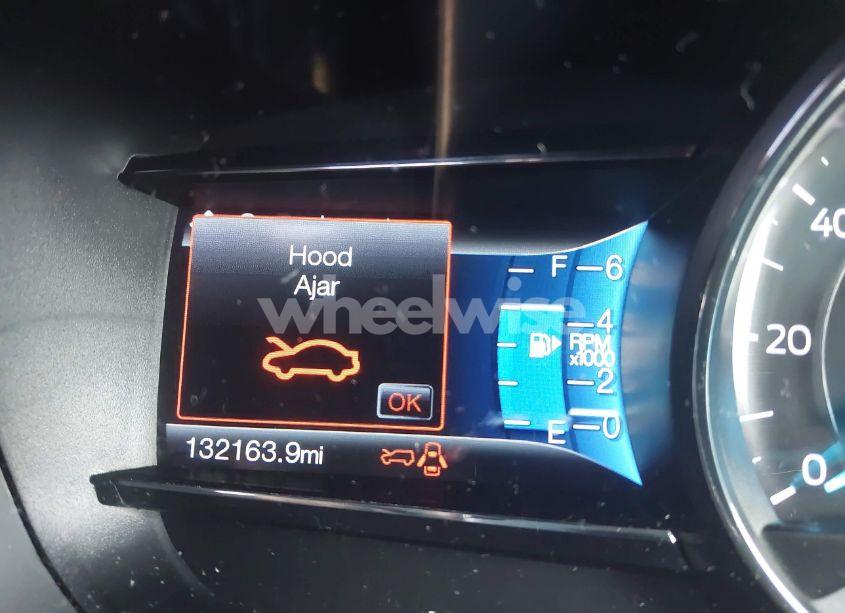 Hood
Ajar
OK
132163.9mi
F
6
4
RPM
x1000
2
E
0
40
20
0
wheelwise